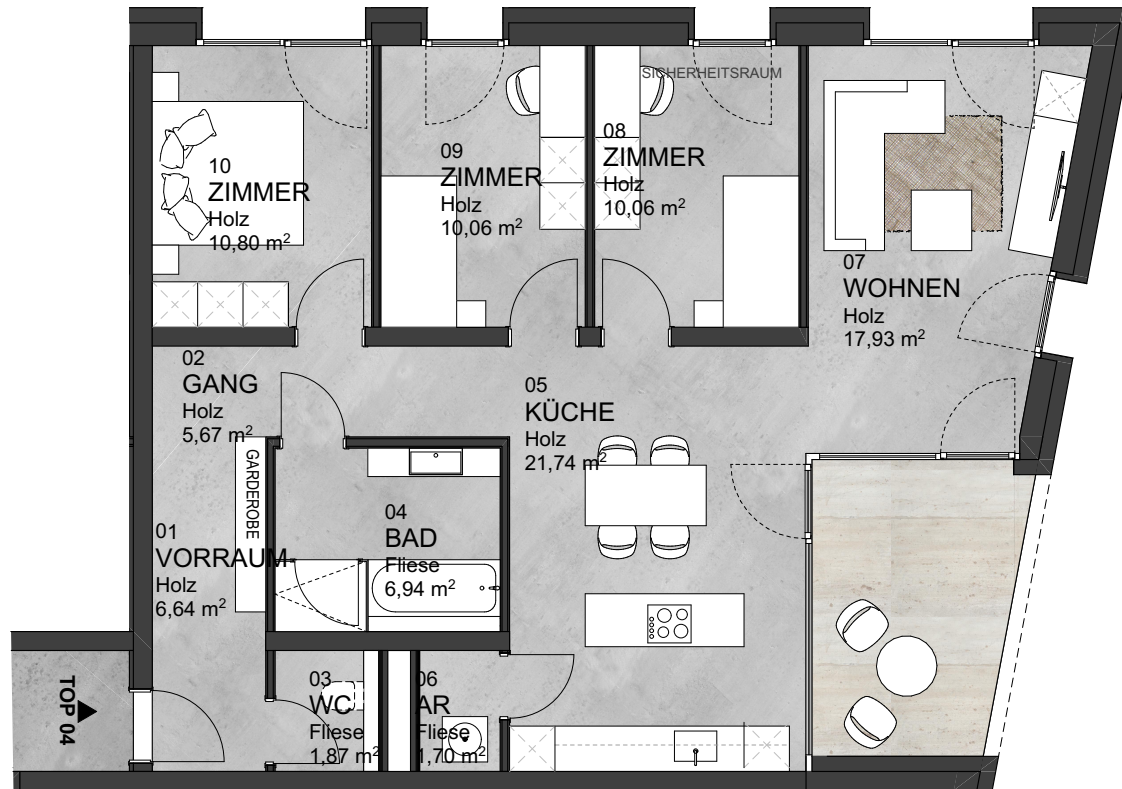 SICHERHEITSRAUM
10
ZIMMER
Holz
10,80 m²
09
ZIMMER
Holz
10,06 m²
08
ZIMMER
Holz
10,06 m²
07
WOHNEN
Holz
17,93 m²
02
GANG
Holz
5,67 m²
05
KÜCHE
Holz
21,74 m²
GARDEROBE
01
VORRAUM
Holz
6,64 m²
04
BAD
Fliese
6,94 m²
TOP 04
03
WC
Fliese
1,87 m²
06
AR
Fliese
1,70 m²